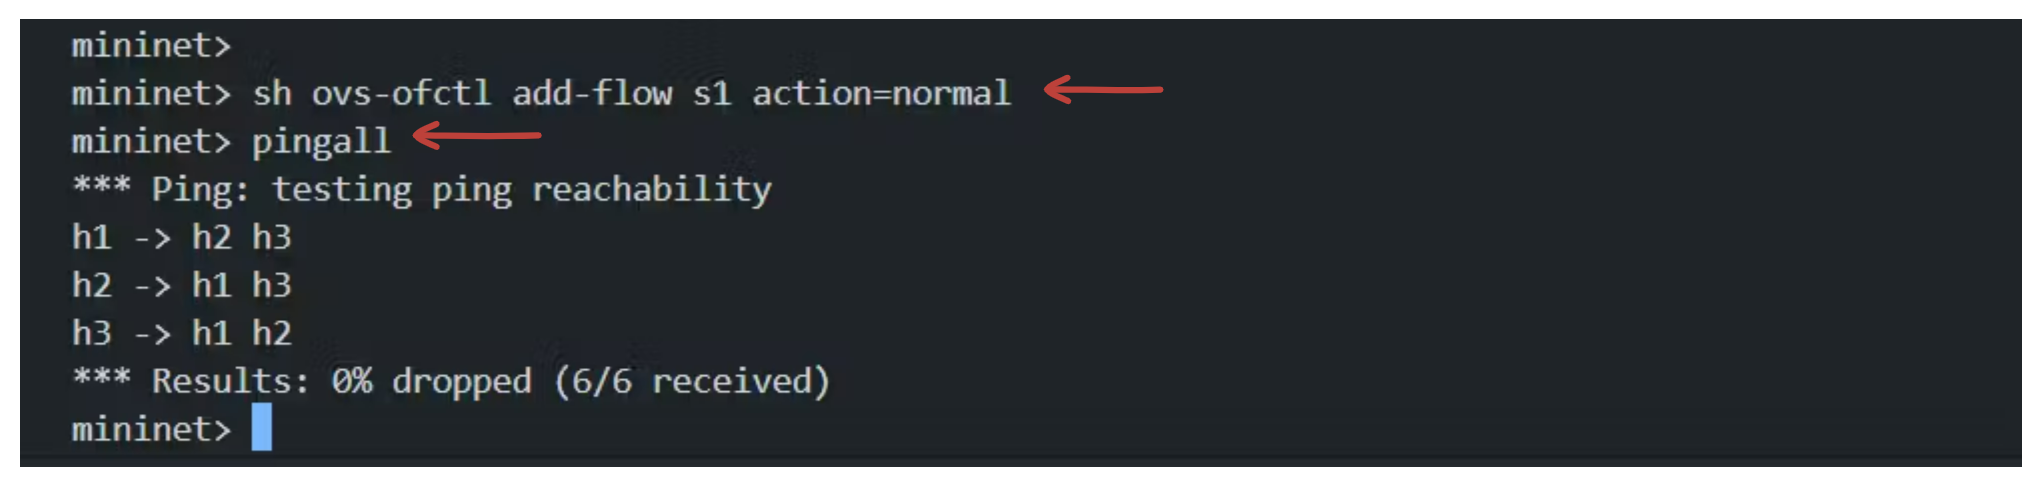 mininet>
mininet> sh ovs-ofctl add-flow s1 action=normal
mininet> pingall
*** Ping: testing ping reachability
h1 -> h2 h3
h2 -> h1 h3
h3 -> h1 h2
*** Results: 0% dropped (6/6 received)
mininet>